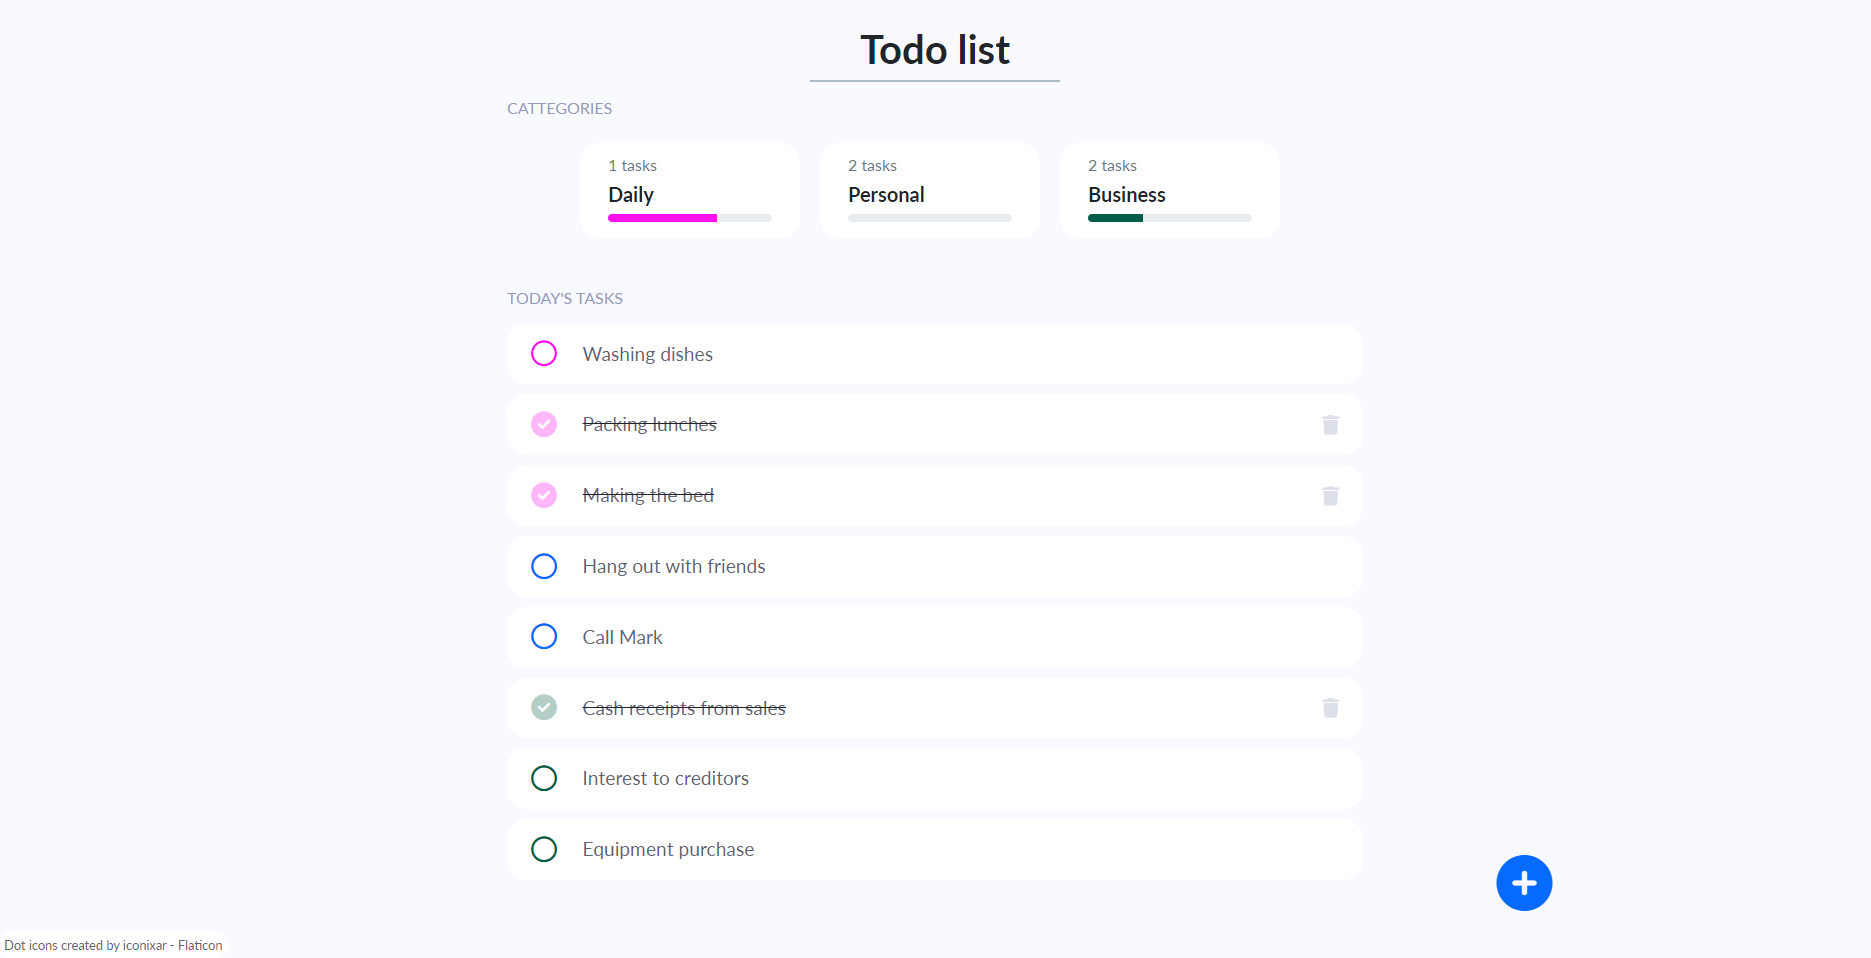 Todo list
CATTEGORIES
1 tasks
Daily
2 tasks
Personal
2 tasks
Business
TODAY'S TASKS
Washing dishes
Packing lunches
Making the bed
Hang out with friends
Call Mark
Cash receipts from sales
Interest to creditors
Equipment purchase
Dot icons created by iconixar - Flaticon